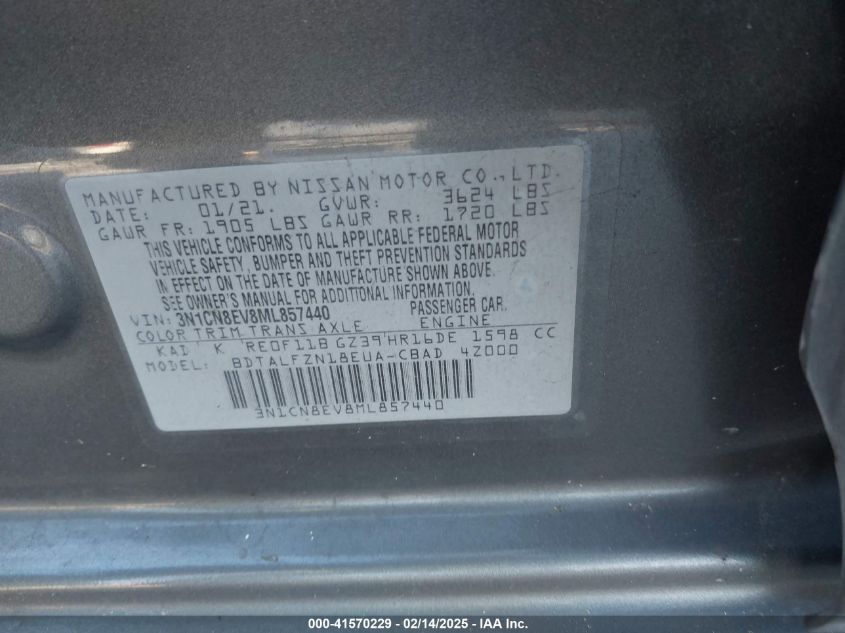 MANUFACTURED BY NISSAN MOTOR CO.,LTD.
DATE: 01/21. GVWR: 3624 LBS
GAWR FR: 1905 LBS GAWR RR: 1720 LBS
THIS VEHICLE CONFORMS TO ALL APPLICABLE FEDERAL MOTOR
VEHICLE SAFETY, BUMPER AND THEFT PREVENTION STANDARDS
IN EFFECT ON THE DATE OF MANUFACTURE SHOWN ABOVE.
SEE OWNER'S MANUAL FOR ADDITIONAL INFORMATION.
VIN: 3N1CN8EV8ML857440 PASSENGER CAR.
COLOR TRIM TRANS AXLE ENGINE
KAD K RE0F11B GZ39 HR16DE 1598 CC
MODEL: BDTALFZN18EUA-CBAD 4Z000
3N1CN8EV8ML857440
000-41570229 - 02/14/2025 - IAA Inc.